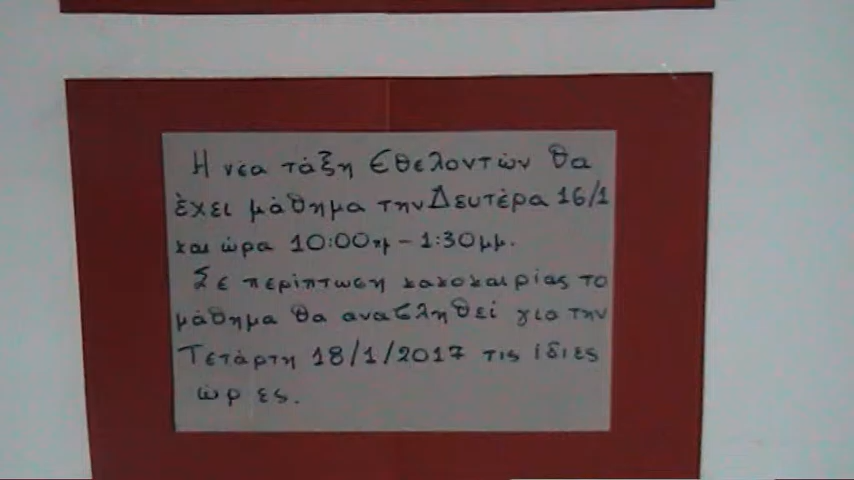 Η νέα τάξη Εθελοντών θα
έχει μάθημα την Δευτέρα 16/1
και ώρα 10:00πμ - 1:30μμ.
Σε περίπτωση κακοκαιρίας το
μάθημα θα αναβληθεί για την
Τετάρτη 18/1/2017 τις ίδιες
ώρες.